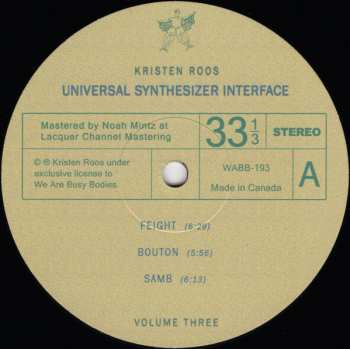 KRISTEN ROOS
UNIVERSAL SYNTHESIZER INTERFACE
Mastered by Noah Mintz at
Lacquer Channel Mastering
33 1/3 STEREO
© ℗ Kristen Roos under
exclusive license to
We Are Busy Bodies.
WABB-193
Made in Canada
A
FEIGHT (6:29)
BOUTON (5:56)
SAMB (6:13)
VOLUME THREE